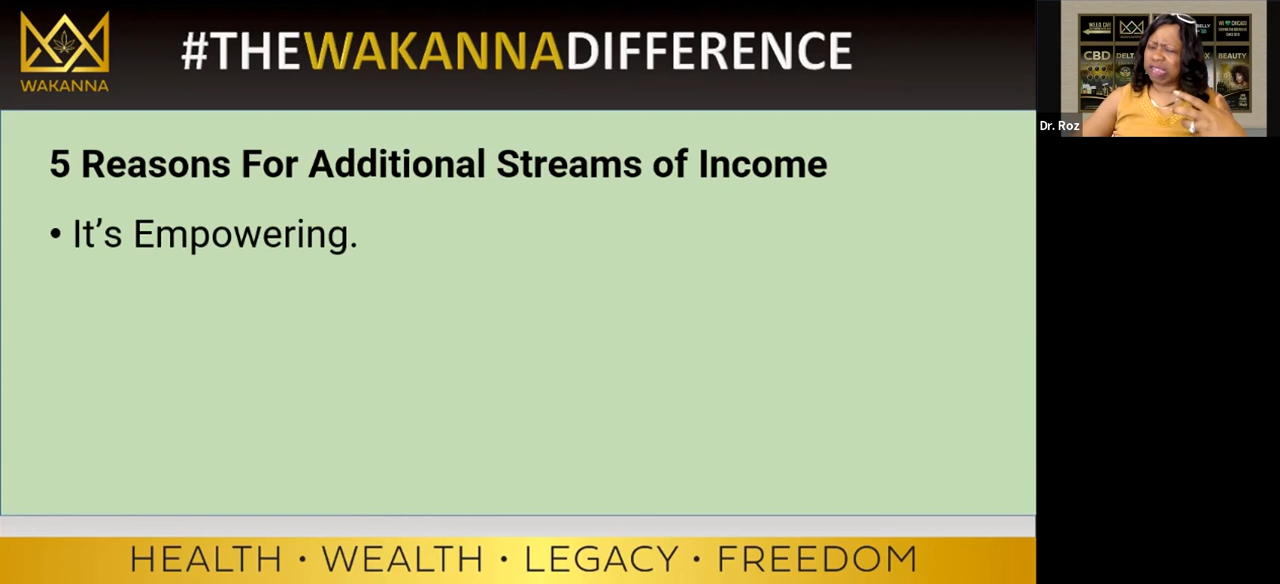 WAKANNA
#THEWAKANNADIFFERENCE
5 Reasons For Additional Streams of Income
• It’s Empowering.
HEALTH • WEALTH • LEGACY • FREEDOM
Dr. Roz
CBD
BEAUTY